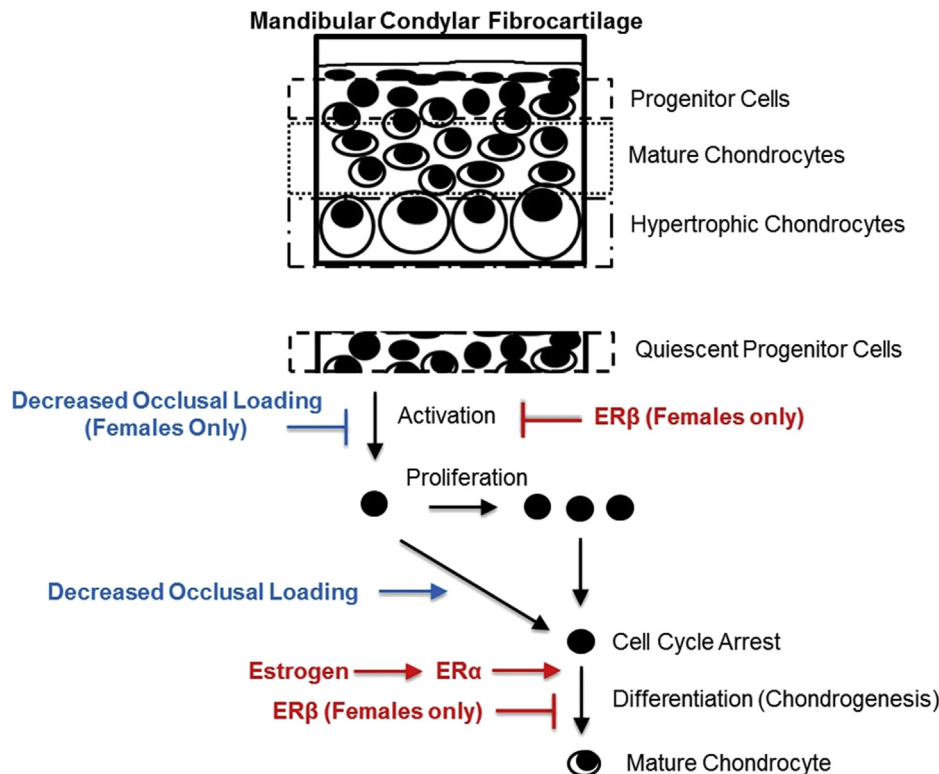 Mandibular Condylar Fibrocartilage
Progenitor Cells
Mature Chondrocytes
Hypertrophic Chondrocytes
Quiescent Progenitor Cells
Decreased Occlusal Loading
(Females Only)
Activation
ERβ (Females only)
Proliferation
Decreased Occlusal Loading
Cell Cycle Arrest
Estrogen
ERα
Differentiation (Chondrogenesis)
ERβ (Females only)
Mature Chondrocyte